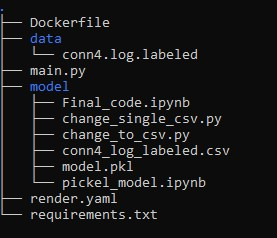 .
├── Dockerfile
├── data
│   └── conn4.log.labeled
├── main.py
├── model
│   ├── Final_code.ipynb
│   ├── change_single_csv.py
│   ├── change_to_csv.py
│   ├── conn4_log_labeled.csv
│   ├── model.pkl
│   └── pickel_model.ipynb
├── render.yaml
└── requirements.txt